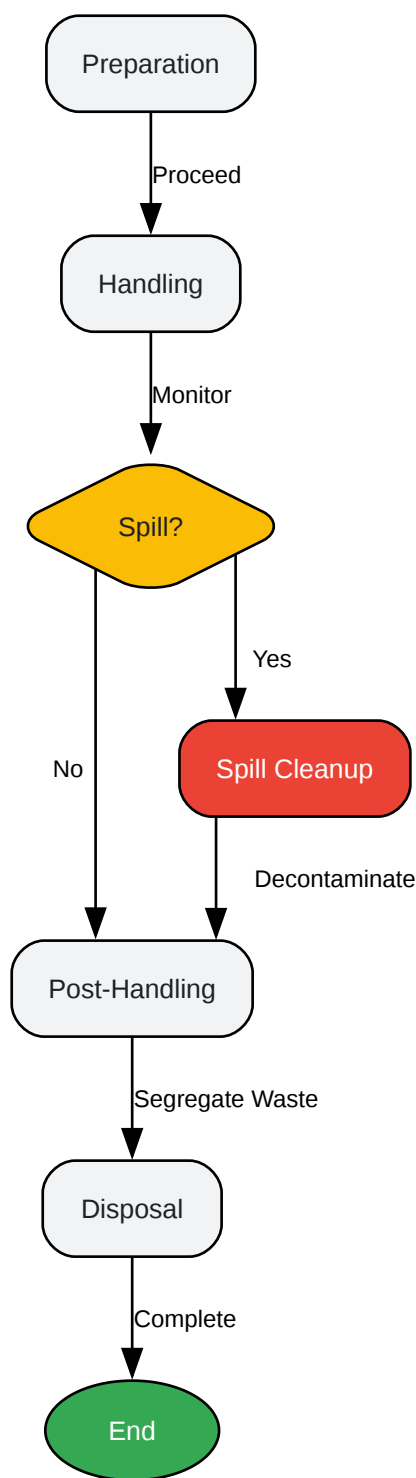 Preparation
Proceed
Handling
Monitor
Spill?
Yes
Spill Cleanup
No
Decontaminate
Post-Handling
Segregate Waste
Disposal
Complete
End